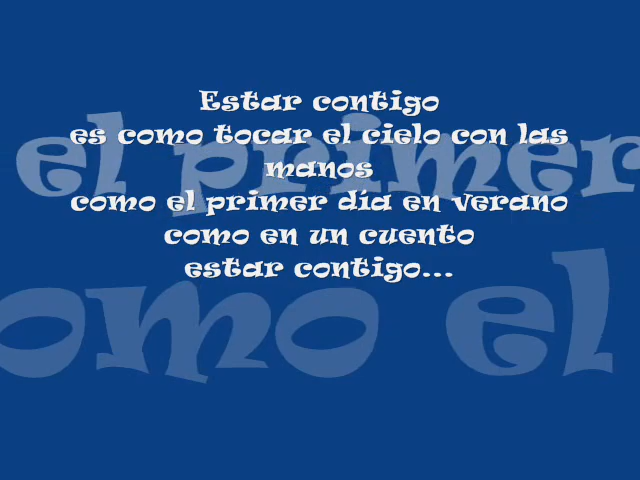 Estar contigo
es como tocar el cielo con las
manos
como el primer día en verano
como en un cuento
estar contigo...
el primer
omo el